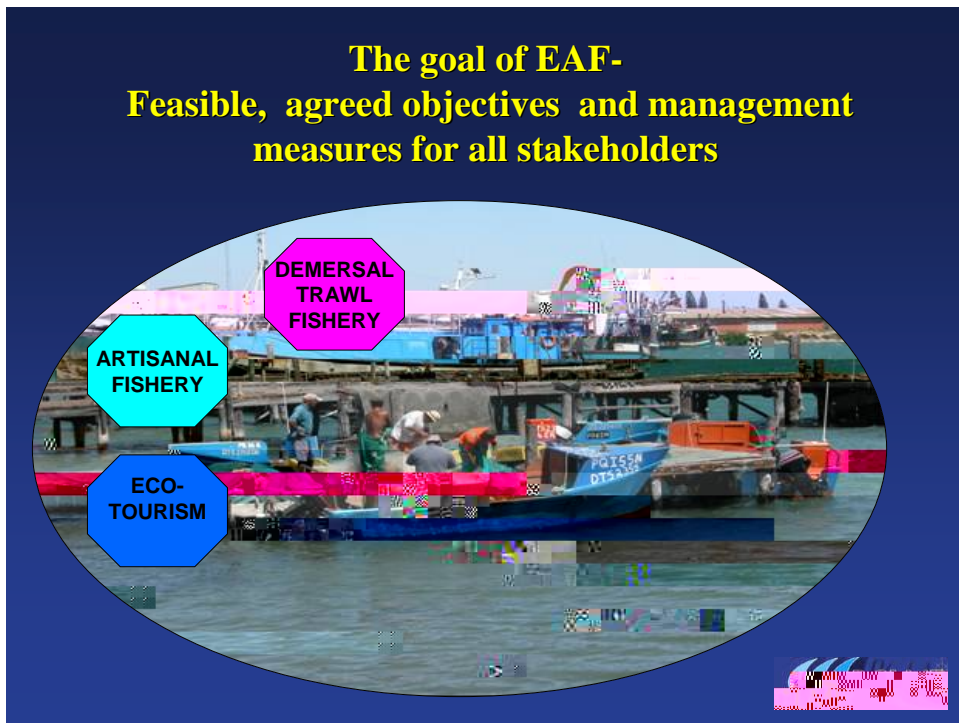 The goal of EAF-
Feasible, agreed objectives and management
measures for all stakeholders
DEMERSAL
TRAWL
FISHERY
ARTISANAL
FISHERY
ECO-
TOURISM
PQ155N